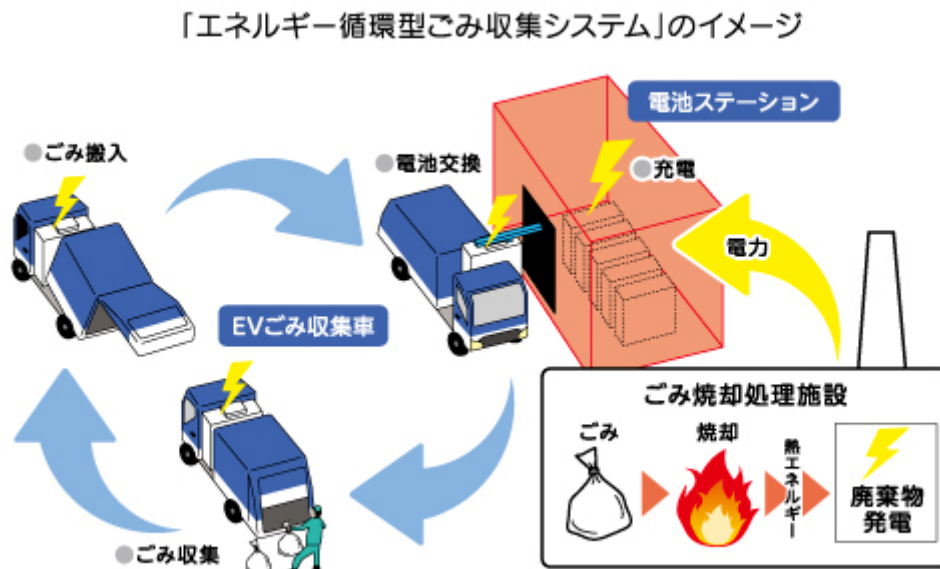 「エネルギー循環型ごみ収集システム」のイメージ
電池ステーション
●ごみ搬入
●電池交換
●充電
電力
EVごみ収集車
ごみ焼却処理施設
ごみ
焼却
熱エネルギー
廃棄物
発電
●ごみ収集